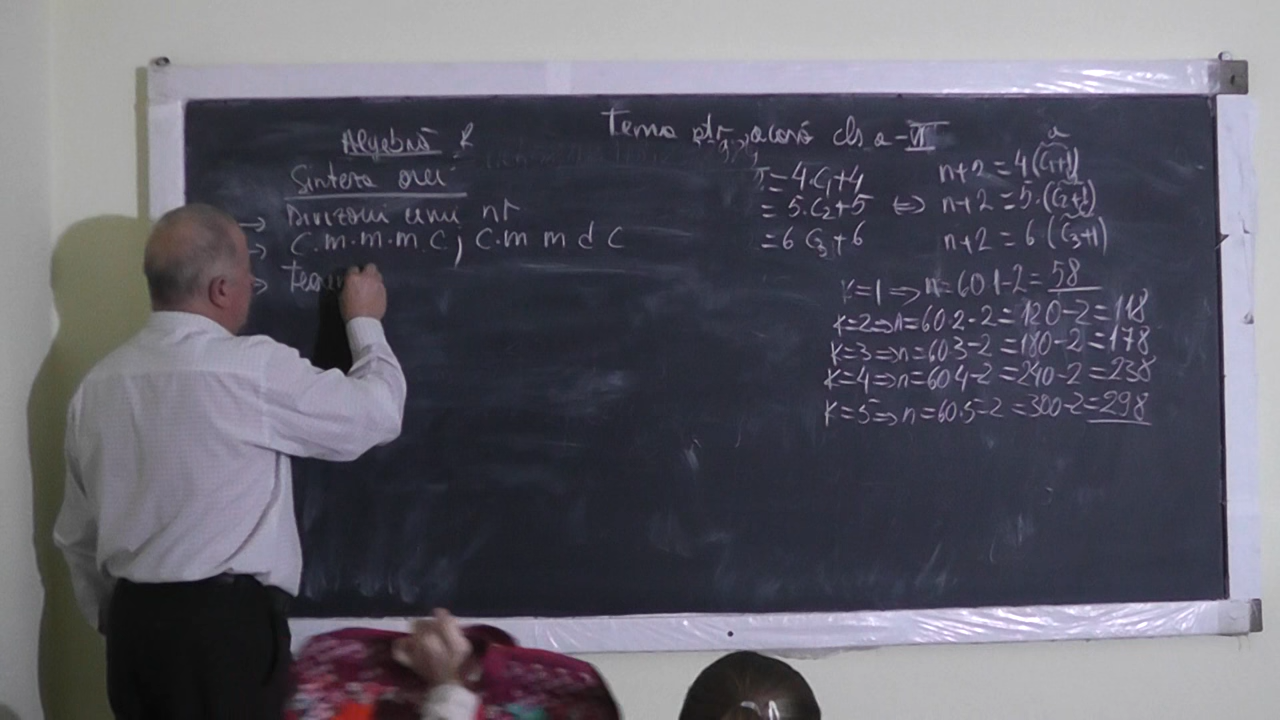 Algebră
Tema ptr acasă cls a-VI
Sinteza orei
→ Divizorii unui nr
→ C.m.m.m.C; C.m m d C
→
= 4.C1+4
= 5.C2+5 ⇔
= 6 C3+6
a
n+2 = 4(C1+1)
n+2 = 5.(C2+1)
n+2 = 6(C3+1)
K=1 => n=60 1-2 = 58
K=2=>n=60.2-2 =120-2=118
K=3=>n=60 3-2 =180-2=178
K=4=>n=60 4-2 =240-2=238
K=5=>n=60.5-2 =300-2=298